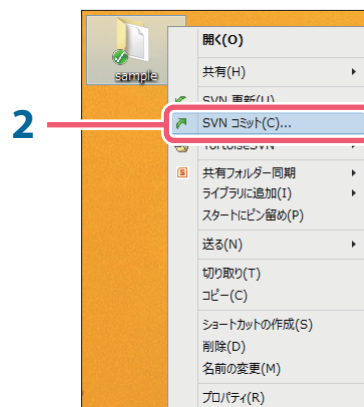 sample
開く(O)
共有(H)
SVN 更新(U)
2
SVN コミット(C)...
TortoiseSVN
共有フォルダー同期
ライブラリに追加(I)
スタートにピン留め(P)
送る(N)
切り取り(T)
コピー(C)
ショートカットの作成(S)
削除(D)
名前の変更(M)
プロパティ(R)